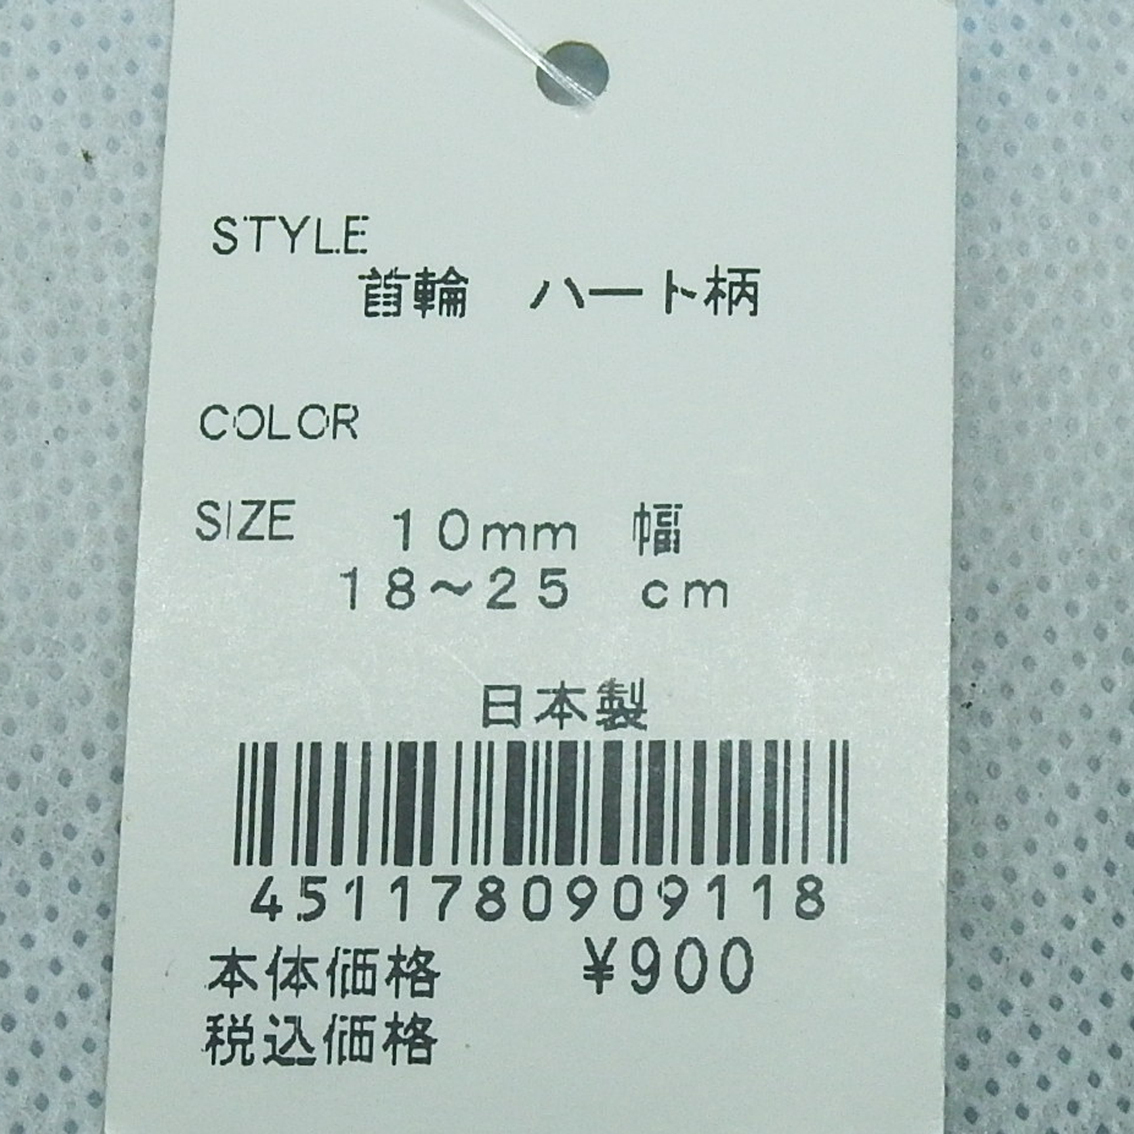 STYLE
首輪　ハート柄
COLOR
SIZE　10mm　幅
18~25　cm
日本製
4511780909118
本体価格　¥900
税込価格